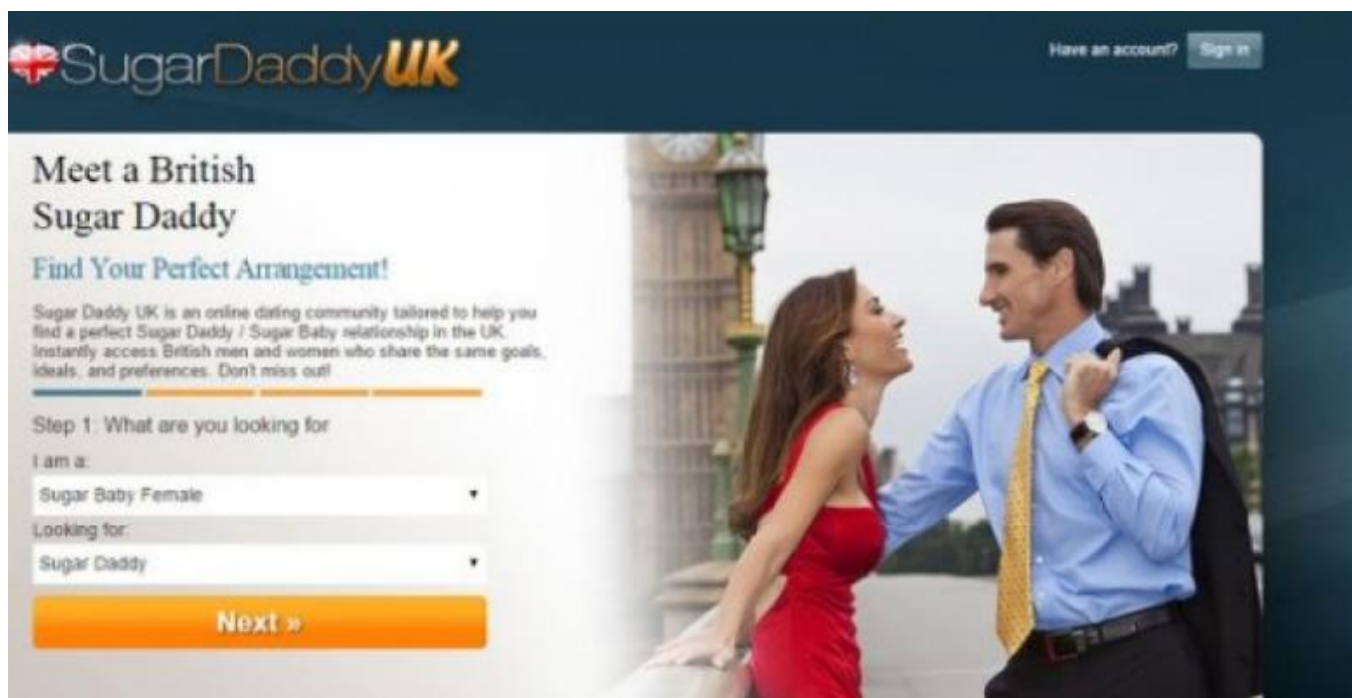 SugarDaddyUK
Have an account? Sign in
Meet a British
Sugar Daddy
Find Your Perfect Arrangement!
Sugar Daddy UK is an online dating community tailored to help you
find a perfect Sugar Daddy / Sugar Baby relationship in the UK.
Instantly access British men and women who share the same goals,
ideals, and preferences. Don't miss out!
Step 1: What are you looking for
I am a:
Sugar Baby Female
Looking for:
Sugar Daddy
Next »